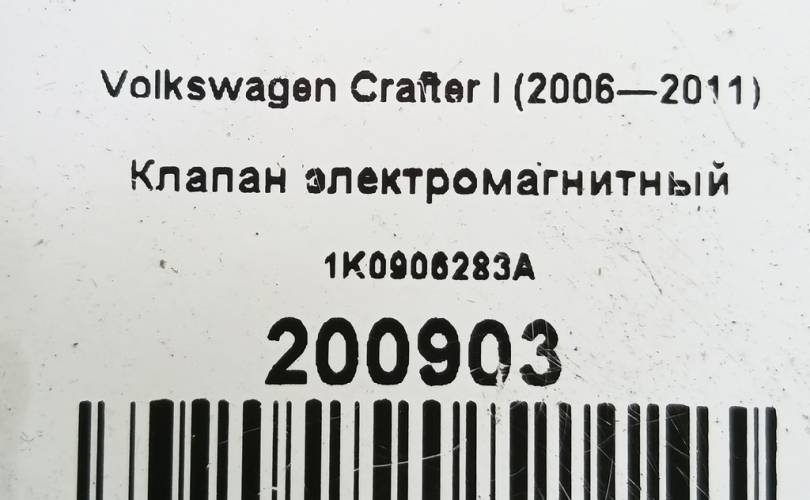 Volkswagen Crafter I (2006—2011)
Клапан электромагнитный
1K0906283A
200903